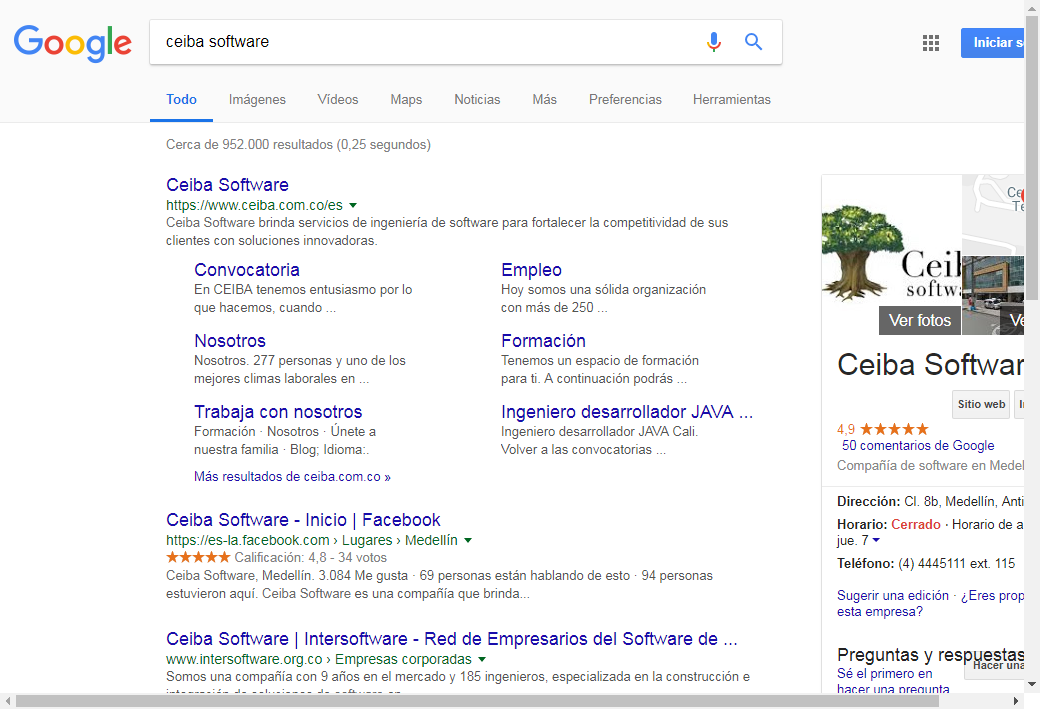 Google
ceiba software
Iniciar s
Todo Imágenes Vídeos Maps Noticias Más Preferencias Herramientas
Cerca de 952.000 resultados (0,25 segundos)
Ceiba Software
https://www.ceiba.com.co/es
Ceiba Software brinda servicios de ingeniería de software para fortalecer la competitividad de sus
clientes con soluciones innovadoras.
Convocatoria
En CEIBA tenemos entusiasmo por lo
que hacemos, cuando ...
Empleo
Hoy somos una sólida organización
con más de 250 ...
Nosotros
Nosotros. 277 personas y uno de los
mejores climas laborales en ...
Formación
Tenemos un espacio de formación
para ti. A continuación podrás ...
Trabaja con nosotros
Formación · Nosotros · Únete a
nuestra familia · Blog; Idioma:.
Ingeniero desarrollador JAVA ...
Ingeniero desarrollador JAVA Cali.
Volver a las convocatorias ...
Más resultados de ceiba.com.co »
Ceiba Software - Inicio | Facebook
https://es-la.facebook.com › Lugares › Medellín
Calificación: 4,8 - 34 votos
Ceiba Software, Medellín. 3.084 Me gusta · 69 personas están hablando de esto · 94 personas
estuvieron aquí. Ceiba Software es una compañía que brinda...
Ceiba Software | Intersoftware - Red de Empresarios del Software de ...
www.intersoftware.org.co › Empresas corporadas
Somos una compañía con 9 años en el mercado y 185 ingenieros, especializada en la construcción e
integración de soluciones de software en
Ce
Te
Ceil
softw
Ver fotos
Ve
Ceiba Softwar
Sitio web
4,9
50 comentarios de Google
Compañía de software en Medel
Dirección: Cl. 8b, Medellín, Anti
Horario: Cerrado · Horario de a
jue. 7
Teléfono: (4) 4445111 ext. 115
Sugerir una edición · ¿Eres prop
esta empresa?
Preguntas y respuestas
Sé el primero en
hacer una pregunta
Hacer una